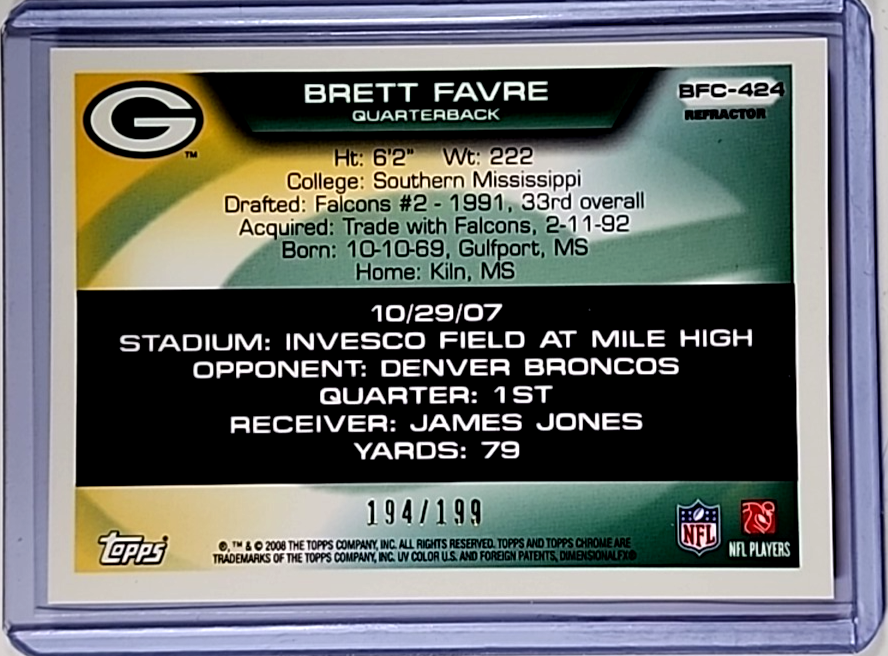 G
TM
BRETT FAVRE
QUARTERBACK
BFC-424
REFRACTOR
Ht: 6'2" Wt: 222
College: Southern Mississippi
Drafted: Falcons #2 - 1991, 33rd overall
Acquired: Trade with Falcons, 2-11-92
Born: 10-10-69, Gulfport, MS
Home: Kiln, MS
10/29/07
STADIUM: INVESCO FIELD AT MILE HIGH
OPPONENT: DENVER BRONCOS
QUARTER: 1ST
RECEIVER: JAMES JONES
YARDS: 79
194/199
Topps
®, ™ & © 2008 THE TOPPS COMPANY, INC. ALL RIGHTS RESERVED. TOPPS AND TOPPS CHROME ARE
TRADEMARKS OF THE TOPPS COMPANY, INC. UV COLOR U.S. AND FOREIGN PATENTS, DIMENSIONALFX®
NFL
NFL PLAYERS